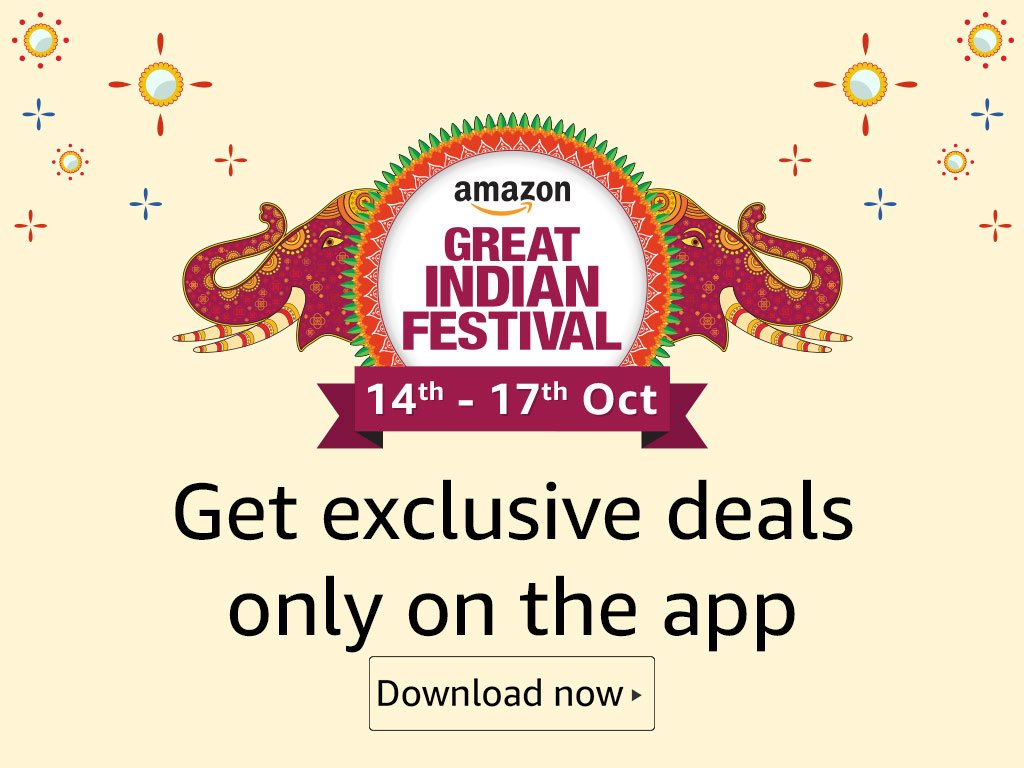 amazon
GREAT
INDIAN
FESTIVAL
14th - 17th Oct
Get exclusive deals
only on the app
Download now